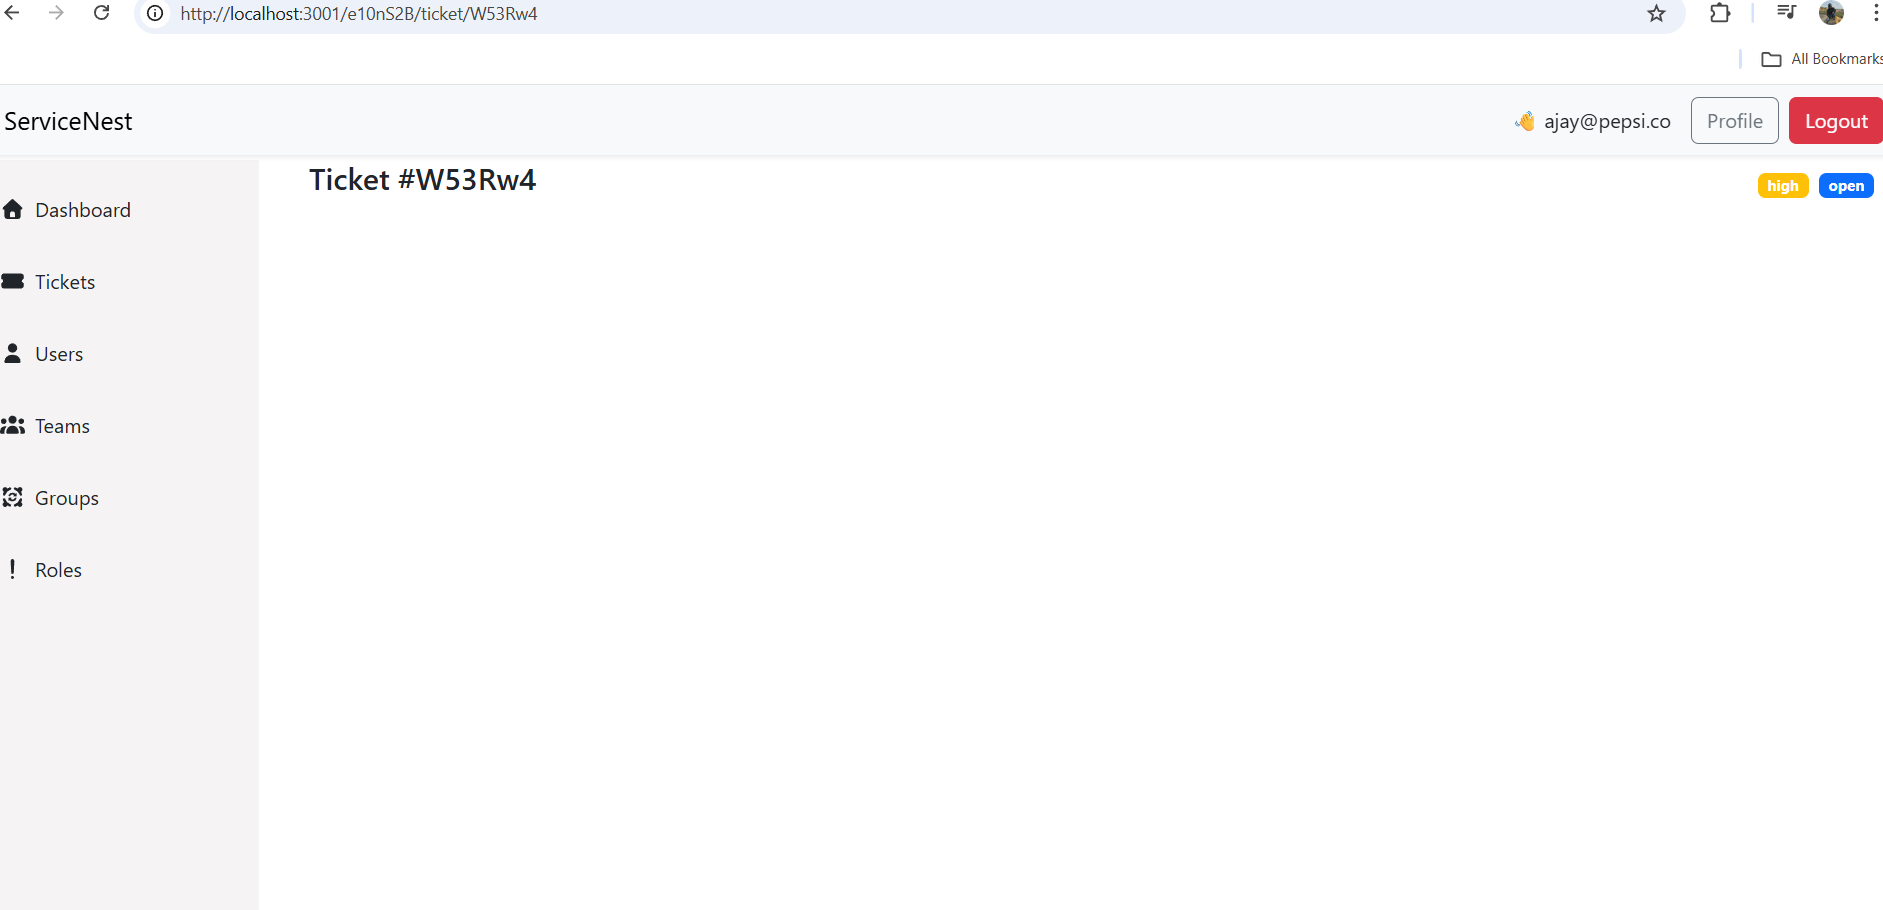 http://localhost:3001/e10nS2B/ticket/W53Rw4
All Bookmarks
ServiceNest
ajay@pepsi.co
Profile
Logout
Ticket #W53Rw4
high
open
Dashboard
Tickets
Users
Teams
Groups
Roles